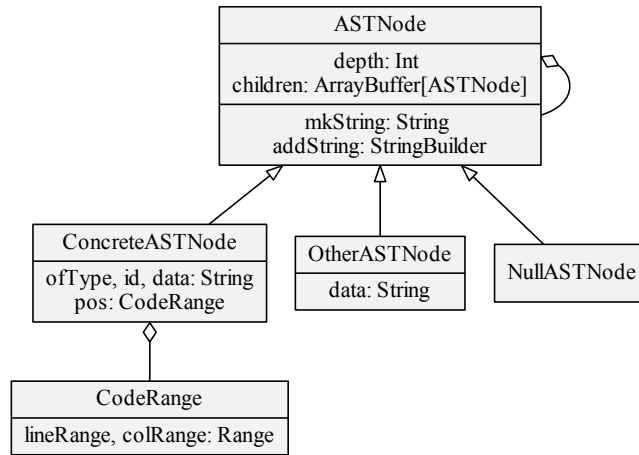 ASTNode
depth: Int
children: ArrayBuffer[ASTNode]
mkString: String
addString: StringBuilder
ConcreteASTNode
ofType, id, data: String
pos: CodeRange
OtherASTNode
data: String
NullASTNode
CodeRange
lineRange, colRange: Range